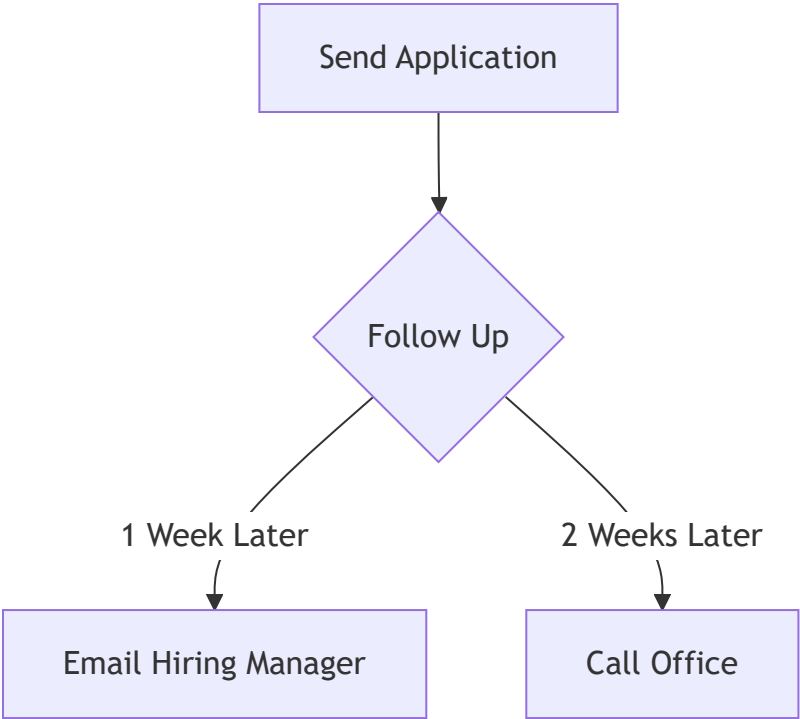 Send Application
Follow Up
1 Week Later
2 Weeks Later
Email Hiring Manager
Call Office